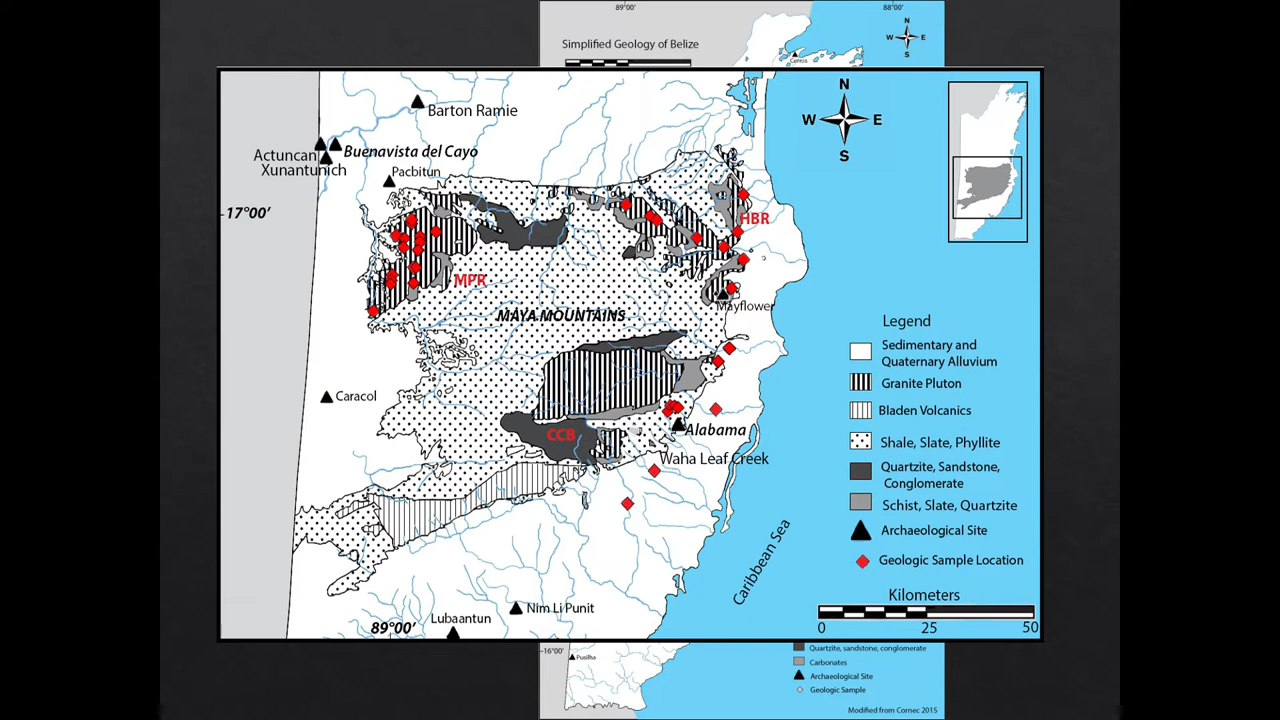 89°00'
88°00'
N
W E
S
Simplified Geology of Belize
Cerros
N
W E
S
Barton Ramie
Actuncan
Buenavista del Cayo
Xunantunich
Pacbitun
17°00'
HBR
MPR
Mayflower
MAYA MOUNTAINS
Caracol
CCB
Alabama
Waha Leaf Creek
Caribbean Sea
Nim Li Punit
Lubaantun
89°00'
Legend
Sedimentary and
Quaternary Alluvium
Granite Pluton
Bladen Volcanics
Shale, Slate, Phyllite
Quartzite, Sandstone,
Conglomerate
Schist, Slate, Quartzite
Archaeological Site
Geologic Sample Location
Kilometers
0 25 50
16°00'
Pusilha
Quartzite, sandstone, conglomerate
Carbonates
Archaeological Site
Geologic Sample
Modified from Cornec 2015